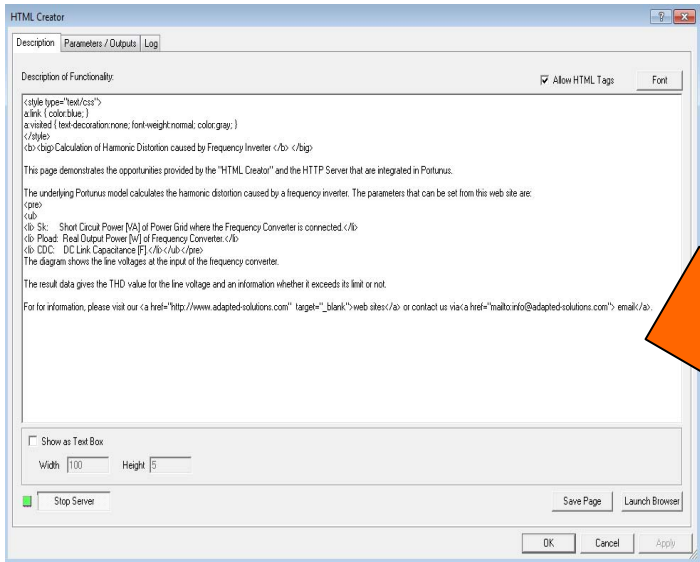 HTML Creator
Description Parameters / Outputs Log
Description of Functionality: Allow HTML Tags Font
<style type="text/css">
a:link { color:blue; }
a:visited { text-decoration:none; font-weight:normal; color:gray; }
</style>
<b><big>Calculation of Harmonic Distortion caused by Frequency Inverter </b> </big>
This page demonstrates the opportunities provided by the "HTML Creator" and the HTTP Server that are integrated in Portunus.
The underlying Portunus model calculates the harmonic distortion caused by a frequency inverter. The parameters that can be set from this web site are:
<pre>
<ul>
<li> Sk: Short Circuit Power [VA] of Power Grid where the Frequency Converter is connected.</li>
<li> Pload: Real Output Power [W] of Frequency Converter.</li>
<li> CDC: DC Link Capacitance [F].</li></ul></pre>
The diagram shows the line voltages at the input of the frequency converter.
The result data gives the THD value for the line voltage and an information whether it exceeds its limit or not.
For for information, please visit our <a href="http://www.adapted-solutions.com" target="_blank">web sites</a> or contact us via<a href="mailto:info@adapted-solutions.com"> email</a>.
Show as Text Box
Width 100 Height 5
Stop Server Save Page Launch Browser
OK Cancel Apply